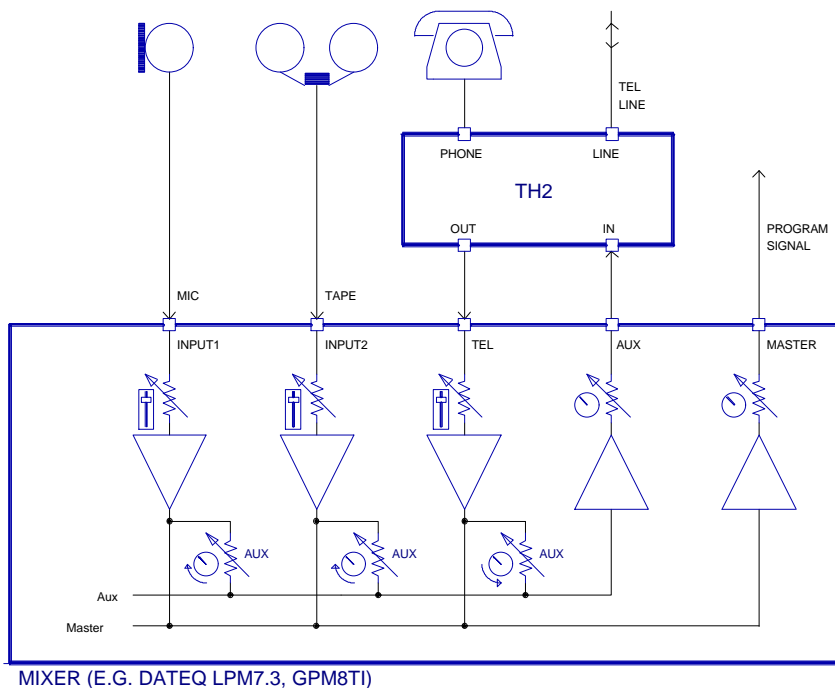 TEL
LINE
PHONE
LINE
TH2
OUT
IN
PROGRAM
SIGNAL
MIC
TAPE
INPUT1
INPUT2
TEL
AUX
MASTER
AUX
AUX
AUX
Aux
Master
MIXER (E.G. DATEQ LPM7.3, GPM8TI)